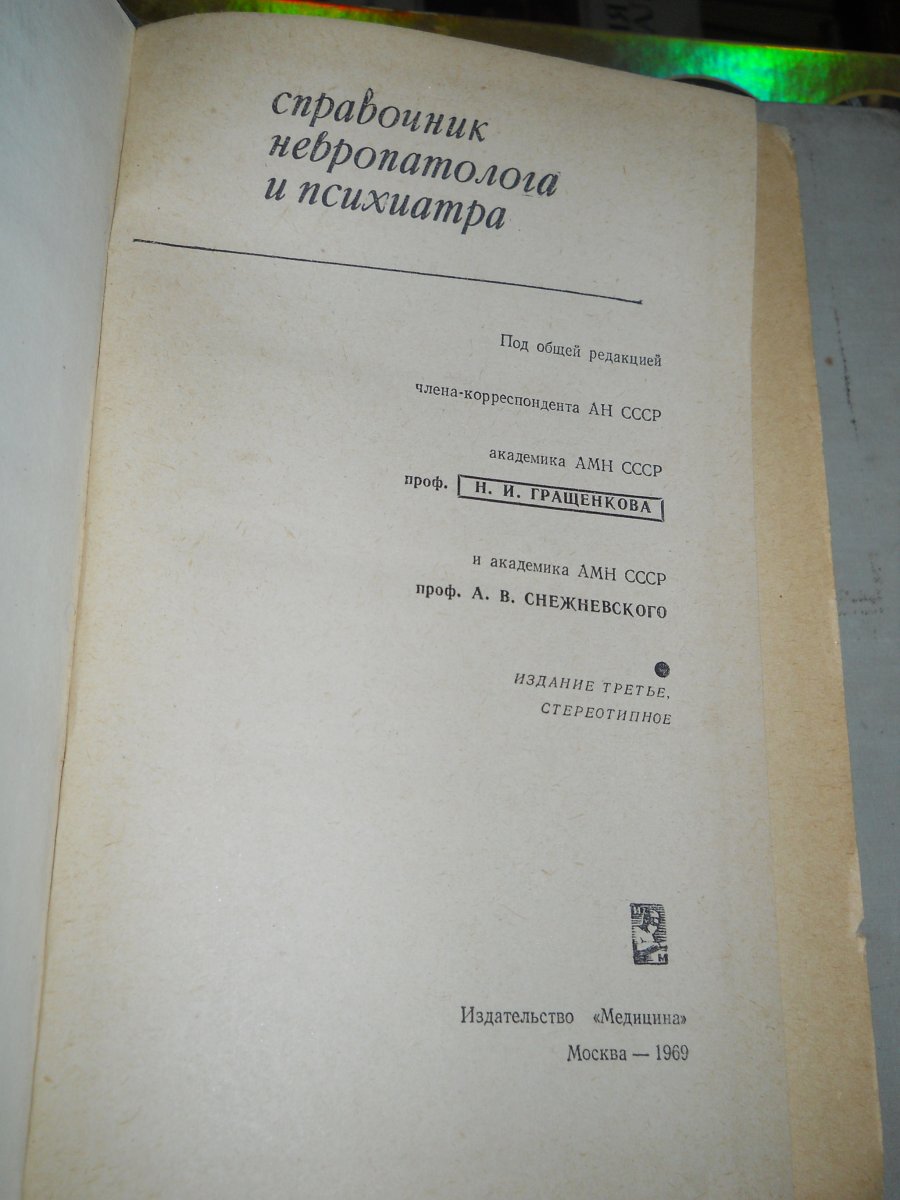 справочник
невропатолога
и психиатра
Под общей редакцией
члена-корреспондента АН СССР
академика АМН СССР
проф. Н. И. ГРАЩЕНКОВА
и академика АМН СССР
проф. А. В. СНЕЖНЕВСКОГО
ИЗДАНИЕ ТРЕТЬЕ,
СТЕРЕОТИПНОЕ
Издательство «Медицина»
Москва — 1969